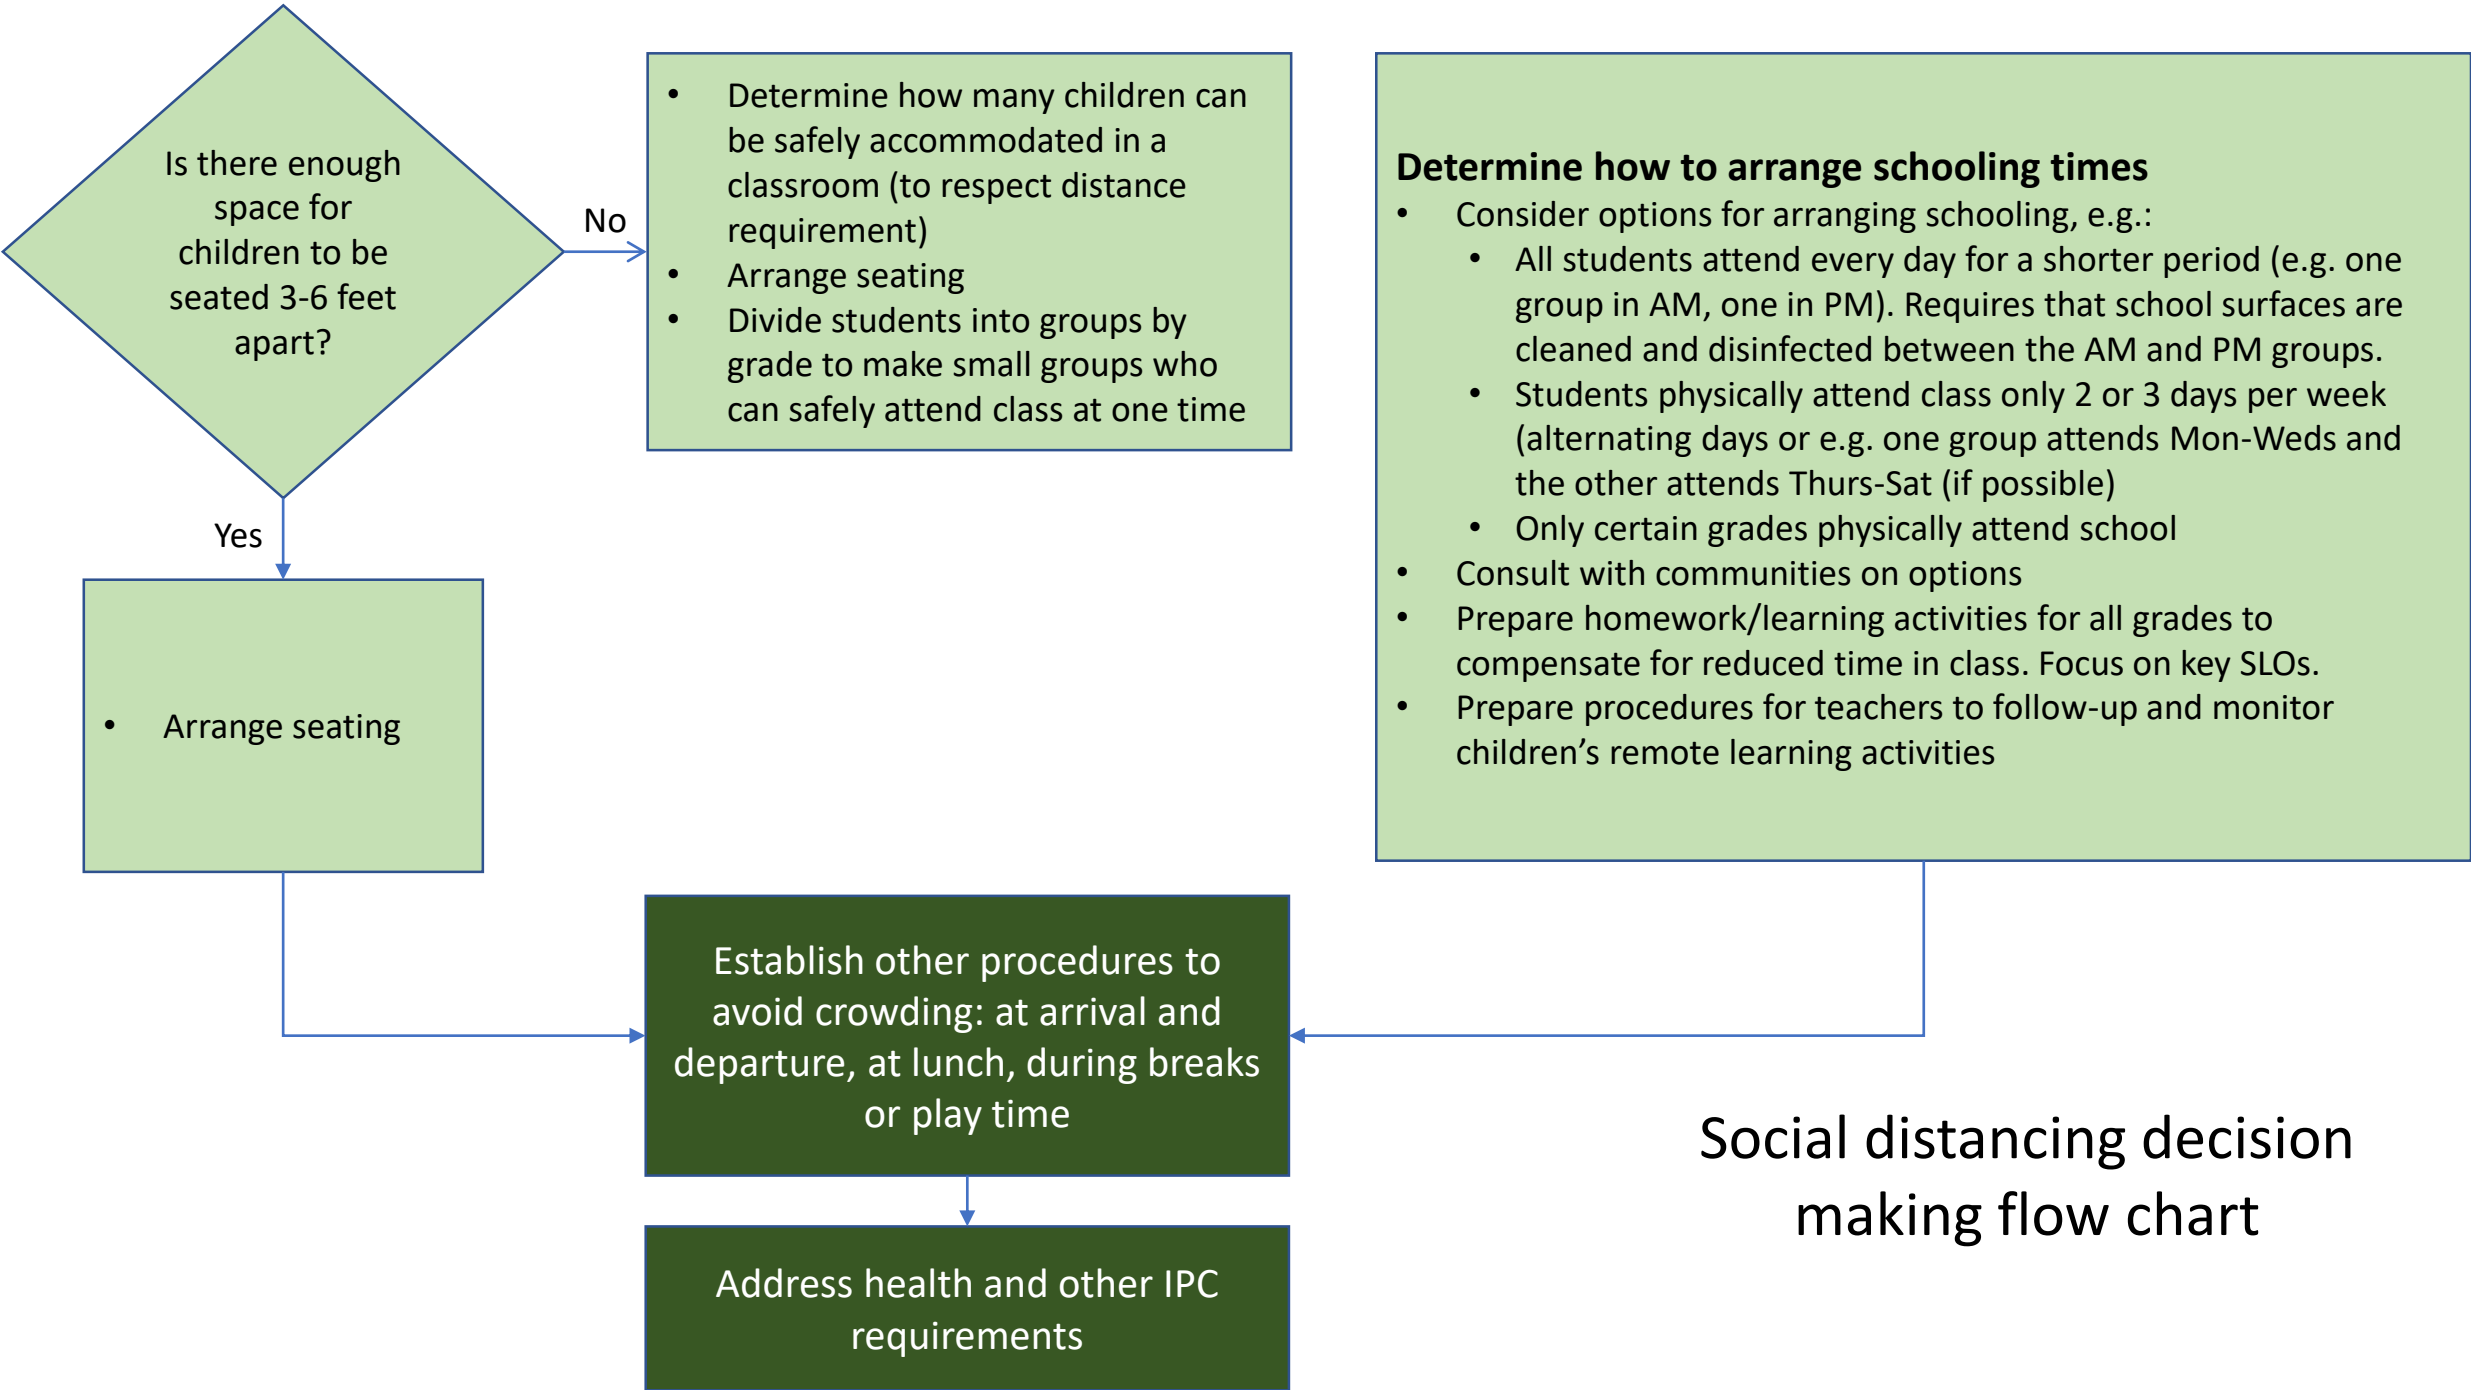 Is there enough
space for
children to be
seated 3-6 feet
apart?
No
• Determine how many children can
be safely accommodated in a
classroom (to respect distance
requirement)
• Arrange seating
• Divide students into groups by
grade to make small groups who
can safely attend class at one time
Determine how to arrange schooling times
• Consider options for arranging schooling, e.g.:
• All students attend every day for a shorter period (e.g. one
group in AM, one in PM). Requires that school surfaces are
cleaned and disinfected between the AM and PM groups.
• Students physically attend class only 2 or 3 days per week
(alternating days or e.g. one group attends Mon-Weds and
the other attends Thurs-Sat (if possible)
• Only certain grades physically attend school
• Consult with communities on options
• Prepare homework/learning activities for all grades to
compensate for reduced time in class. Focus on key SLOs.
• Prepare procedures for teachers to follow-up and monitor
children’s remote learning activities
Yes
• Arrange seating
Establish other procedures to
avoid crowding: at arrival and
departure, at lunch, during breaks
or play time
Address health and other IPC
requirements
Social distancing decision
making flow chart